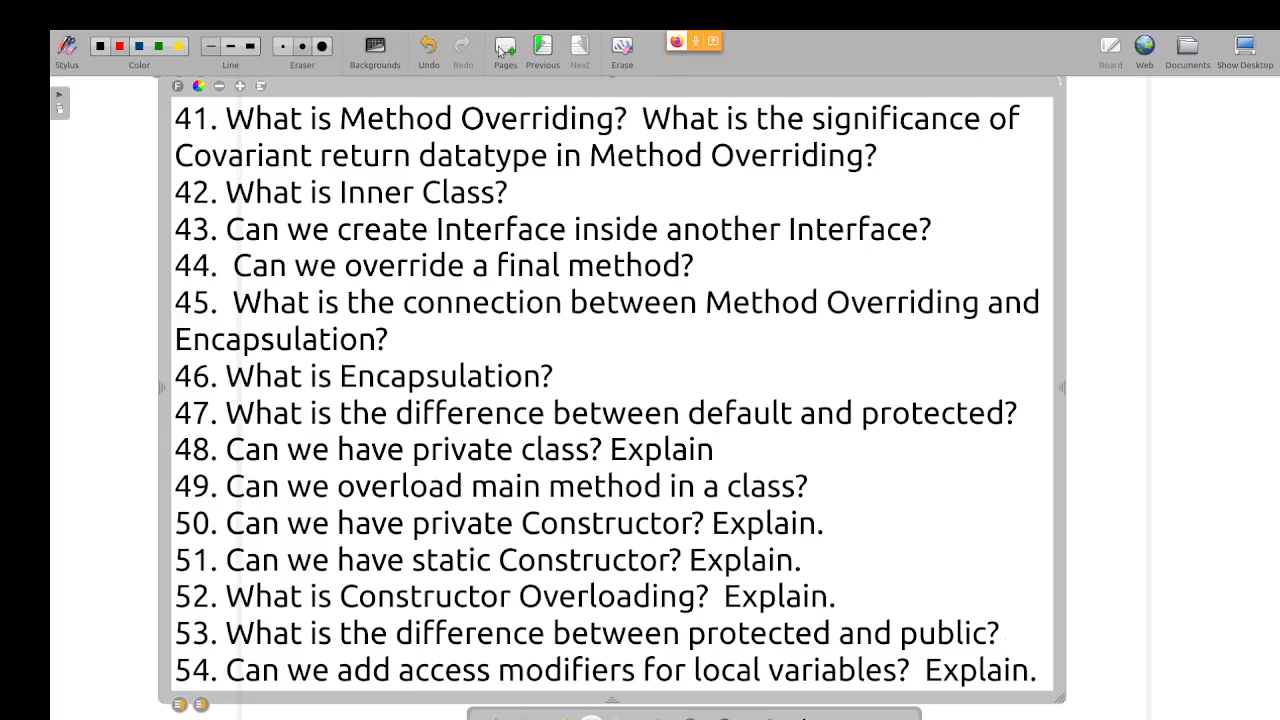 Stylus Color Line Eraser Backgrounds Undo Redo Pages Previous Next Erase Board Web Documents Show Desktop
41. What is Method Overriding?  What is the significance of
Covariant return datatype in Method Overriding?
42. What is Inner Class?
43. Can we create Interface inside another Interface?
44.  Can we override a final method?
45.  What is the connection between Method Overriding and
Encapsulation?
46. What is Encapsulation?
47. What is the difference between default and protected?
48. Can we have private class? Explain
49. Can we overload main method in a class?
50. Can we have private Constructor? Explain.
51. Can we have static Constructor? Explain.
52. What is Constructor Overloading?  Explain.
53. What is the difference between protected and public?
54. Can we add access modifiers for local variables?  Explain.